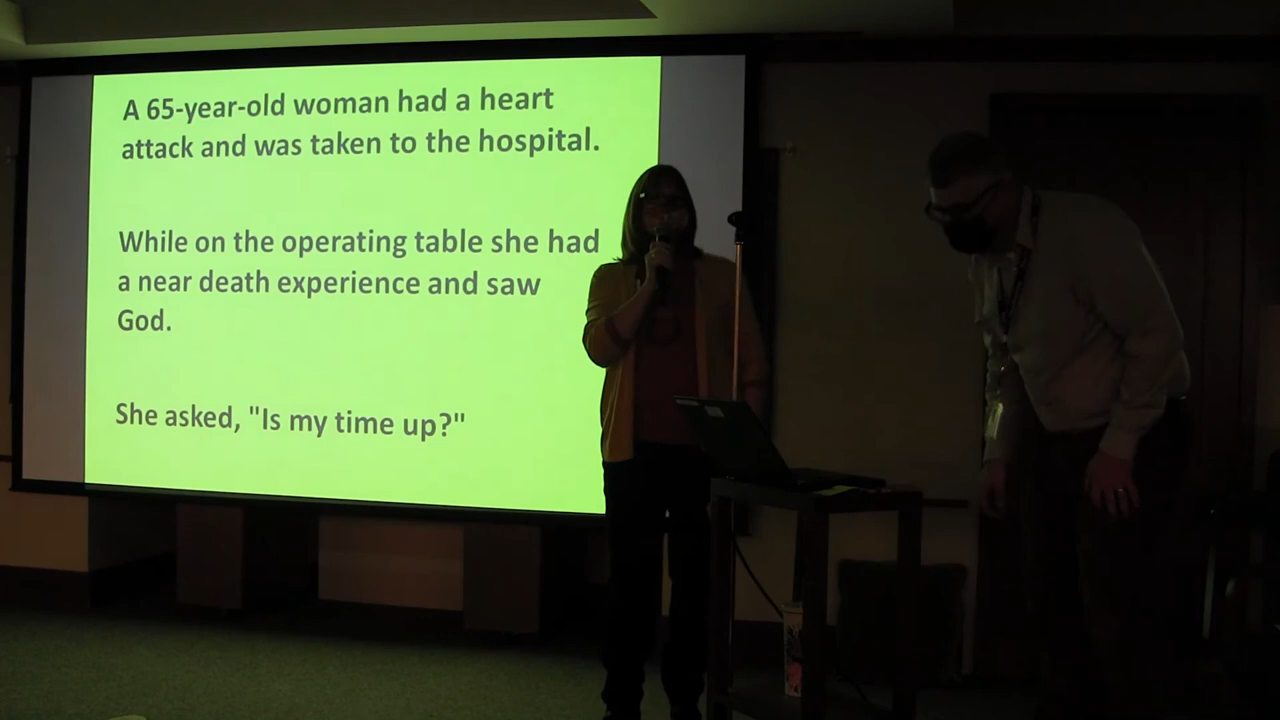 A 65-year-old woman had a heart
attack and was taken to the hospital.
While on the operating table she had
a near death experience and saw
God.
She asked, "Is my time up?"